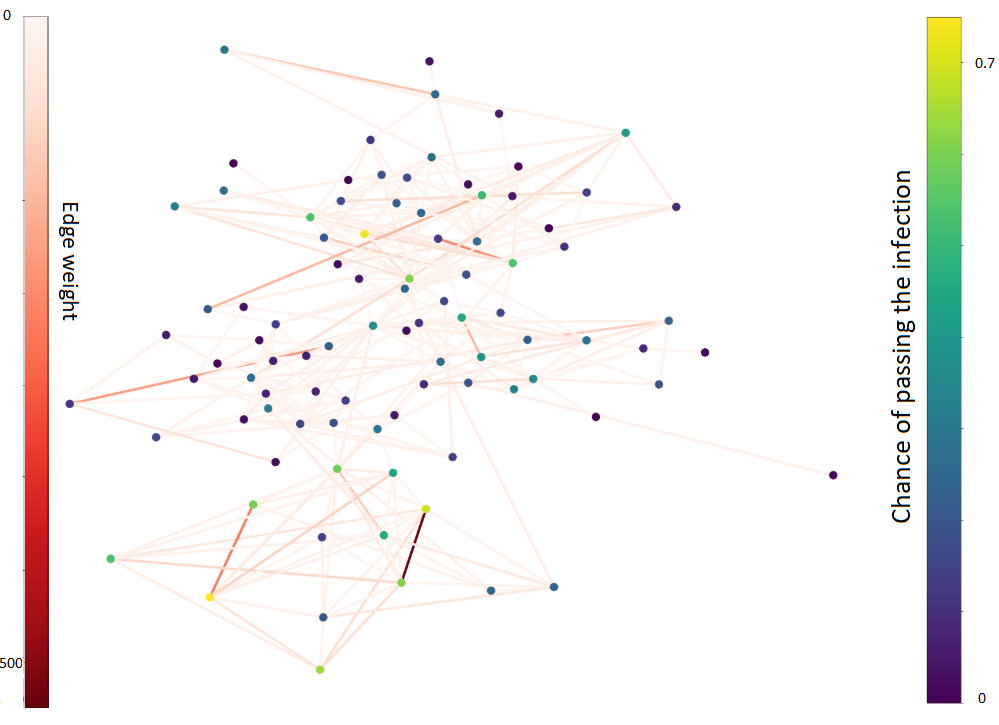 0
Edge weight
500
0.7
Chance of passing the infection
0